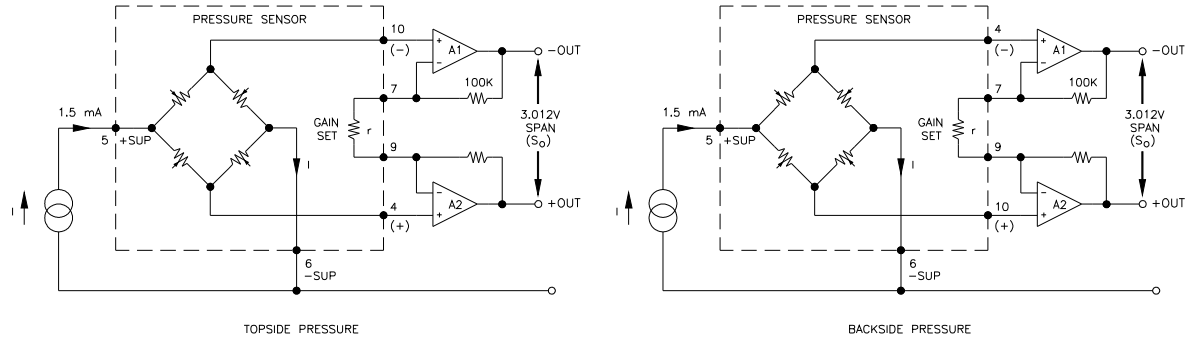 PRESSURE SENSOR
10
(−)
+
A1
−
−OUT
100K
1.5 mA
7
GAIN
SET
r
3.012V
SPAN
(S₀)
5
+SUP
I
9
I
−
A2
+
+OUT
4
(+)
6
−SUP
TOPSIDE PRESSURE
PRESSURE SENSOR
4
(−)
+
A1
−
−OUT
100K
1.5 mA
7
GAIN
SET
r
3.012V
SPAN
(S₀)
5
+SUP
I
9
I
−
A2
+
+OUT
10
(+)
6
−SUP
BACKSIDE PRESSURE